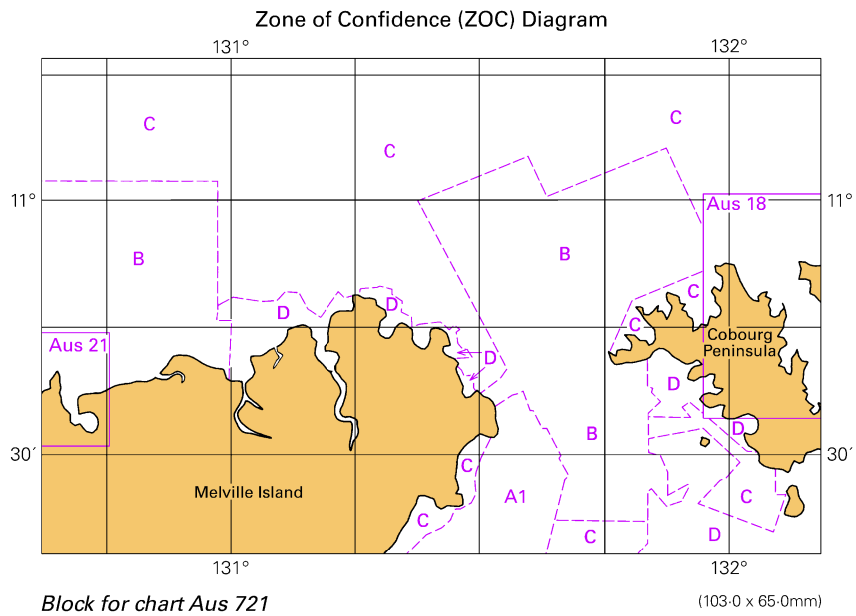 Zone of Confidence (ZOC) Diagram
131° 132°
C
C
C
11° 11°
Aus 18
B
B
C
D
D
C
Aus 21
Cobourg
Peninsula
D
D
D
B
30′ 30′
C
Melville Island
A1
C
C
C
D
131° 132°
Block for chart Aus 721
(103·0 x 65·0mm)